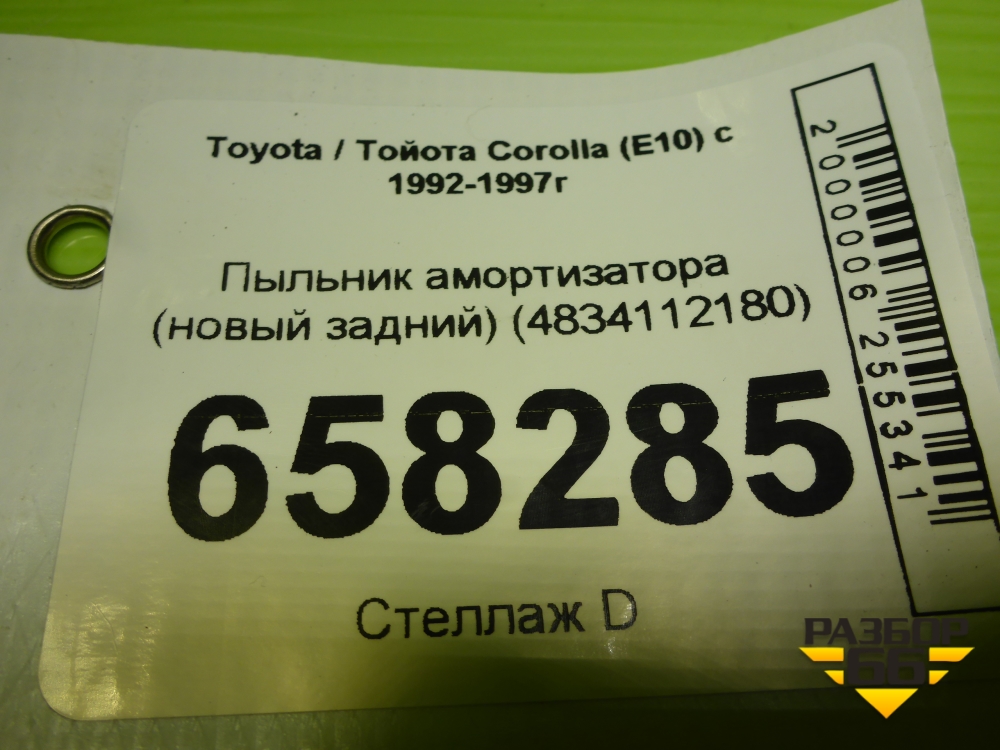 Toyota / Тойота Corolla (E10) с
1992-1997г
Пыльник амортизатора
(новый задний) (4834112180)
658285
Стеллаж D
2000006255341
РАЗБОР
66